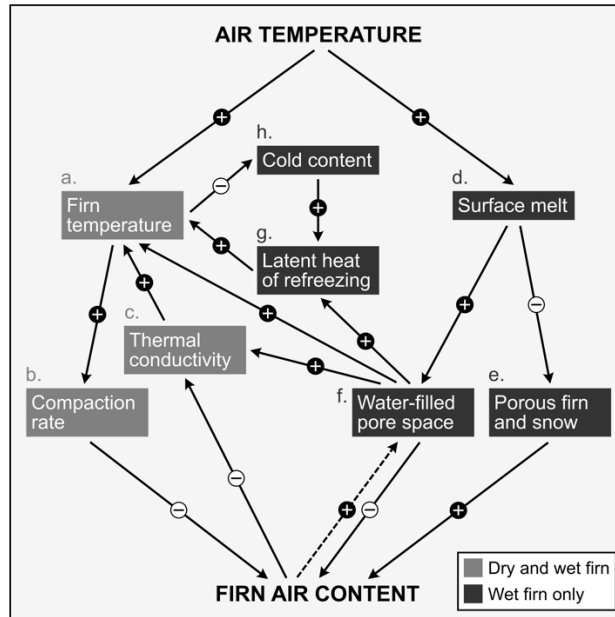 AIR TEMPERATURE
h.
Cold content
a.
Firn
temperature
d.
Surface melt
g.
Latent heat
of refreezing
c.
Thermal
conductivity
b.
Compaction
rate
f.
Water-filled
pore space
e.
Porous firn
and snow
FIRN AIR CONTENT
Dry and wet firn
Wet firn only